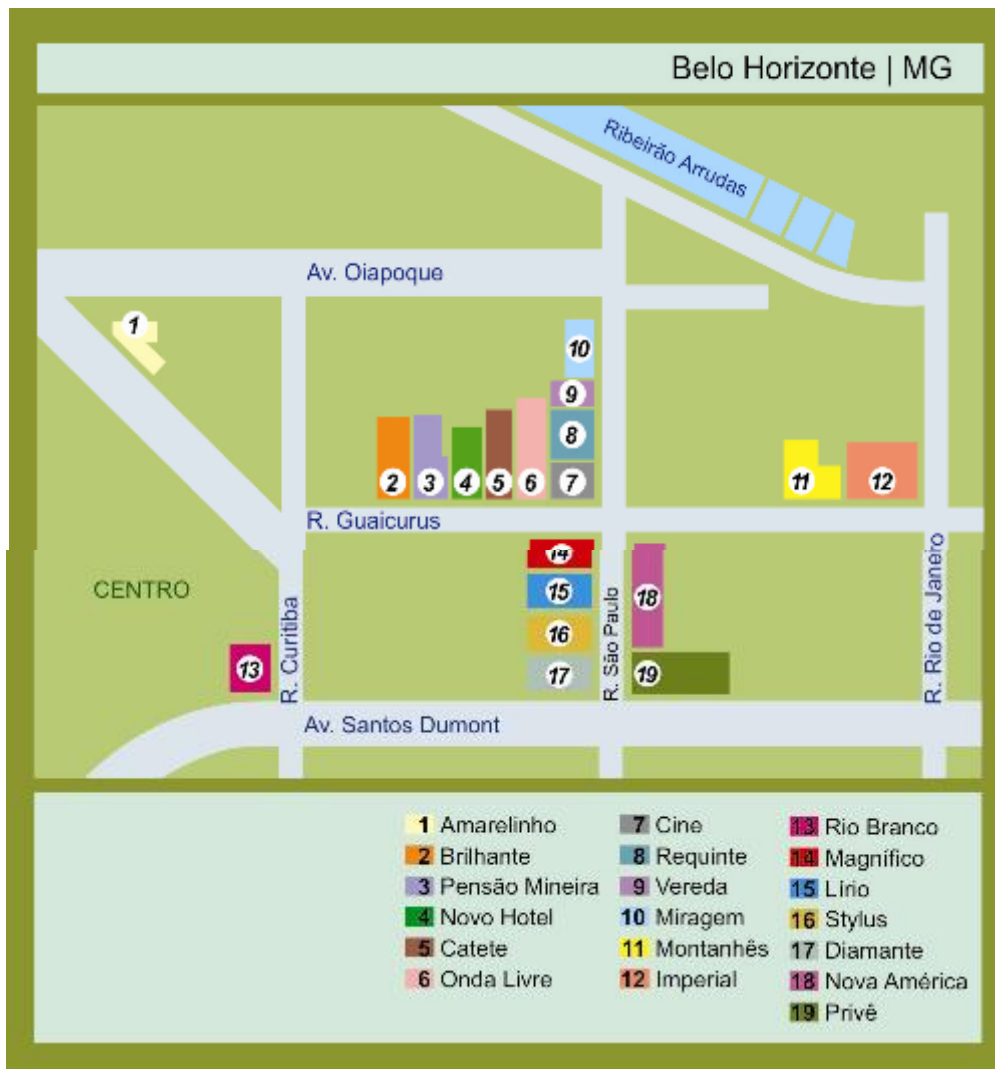 Belo Horizonte | MG
Ribeirão Arrudas
Av. Oiapoque
1
10
9
8
2
3
4
5
6
7
11
12
R. Guaicurus
14
CENTRO
15
18
16
13
17
19
R. Curitiba
R. São Paulo
R. Rio de Janeiro
Av. Santos Dumont
1 Amarelinho
2 Brilhante
3 Pensão Mineira
4 Novo Hotel
5 Catete
6 Onda Livre
7 Cine
8 Requinte
9 Vereda
10 Miragem
11 Montanhês
12 Imperial
13 Rio Branco
14 Magnífico
15 Lírio
16 Stylus
17 Diamante
18 Nova América
19 Privê